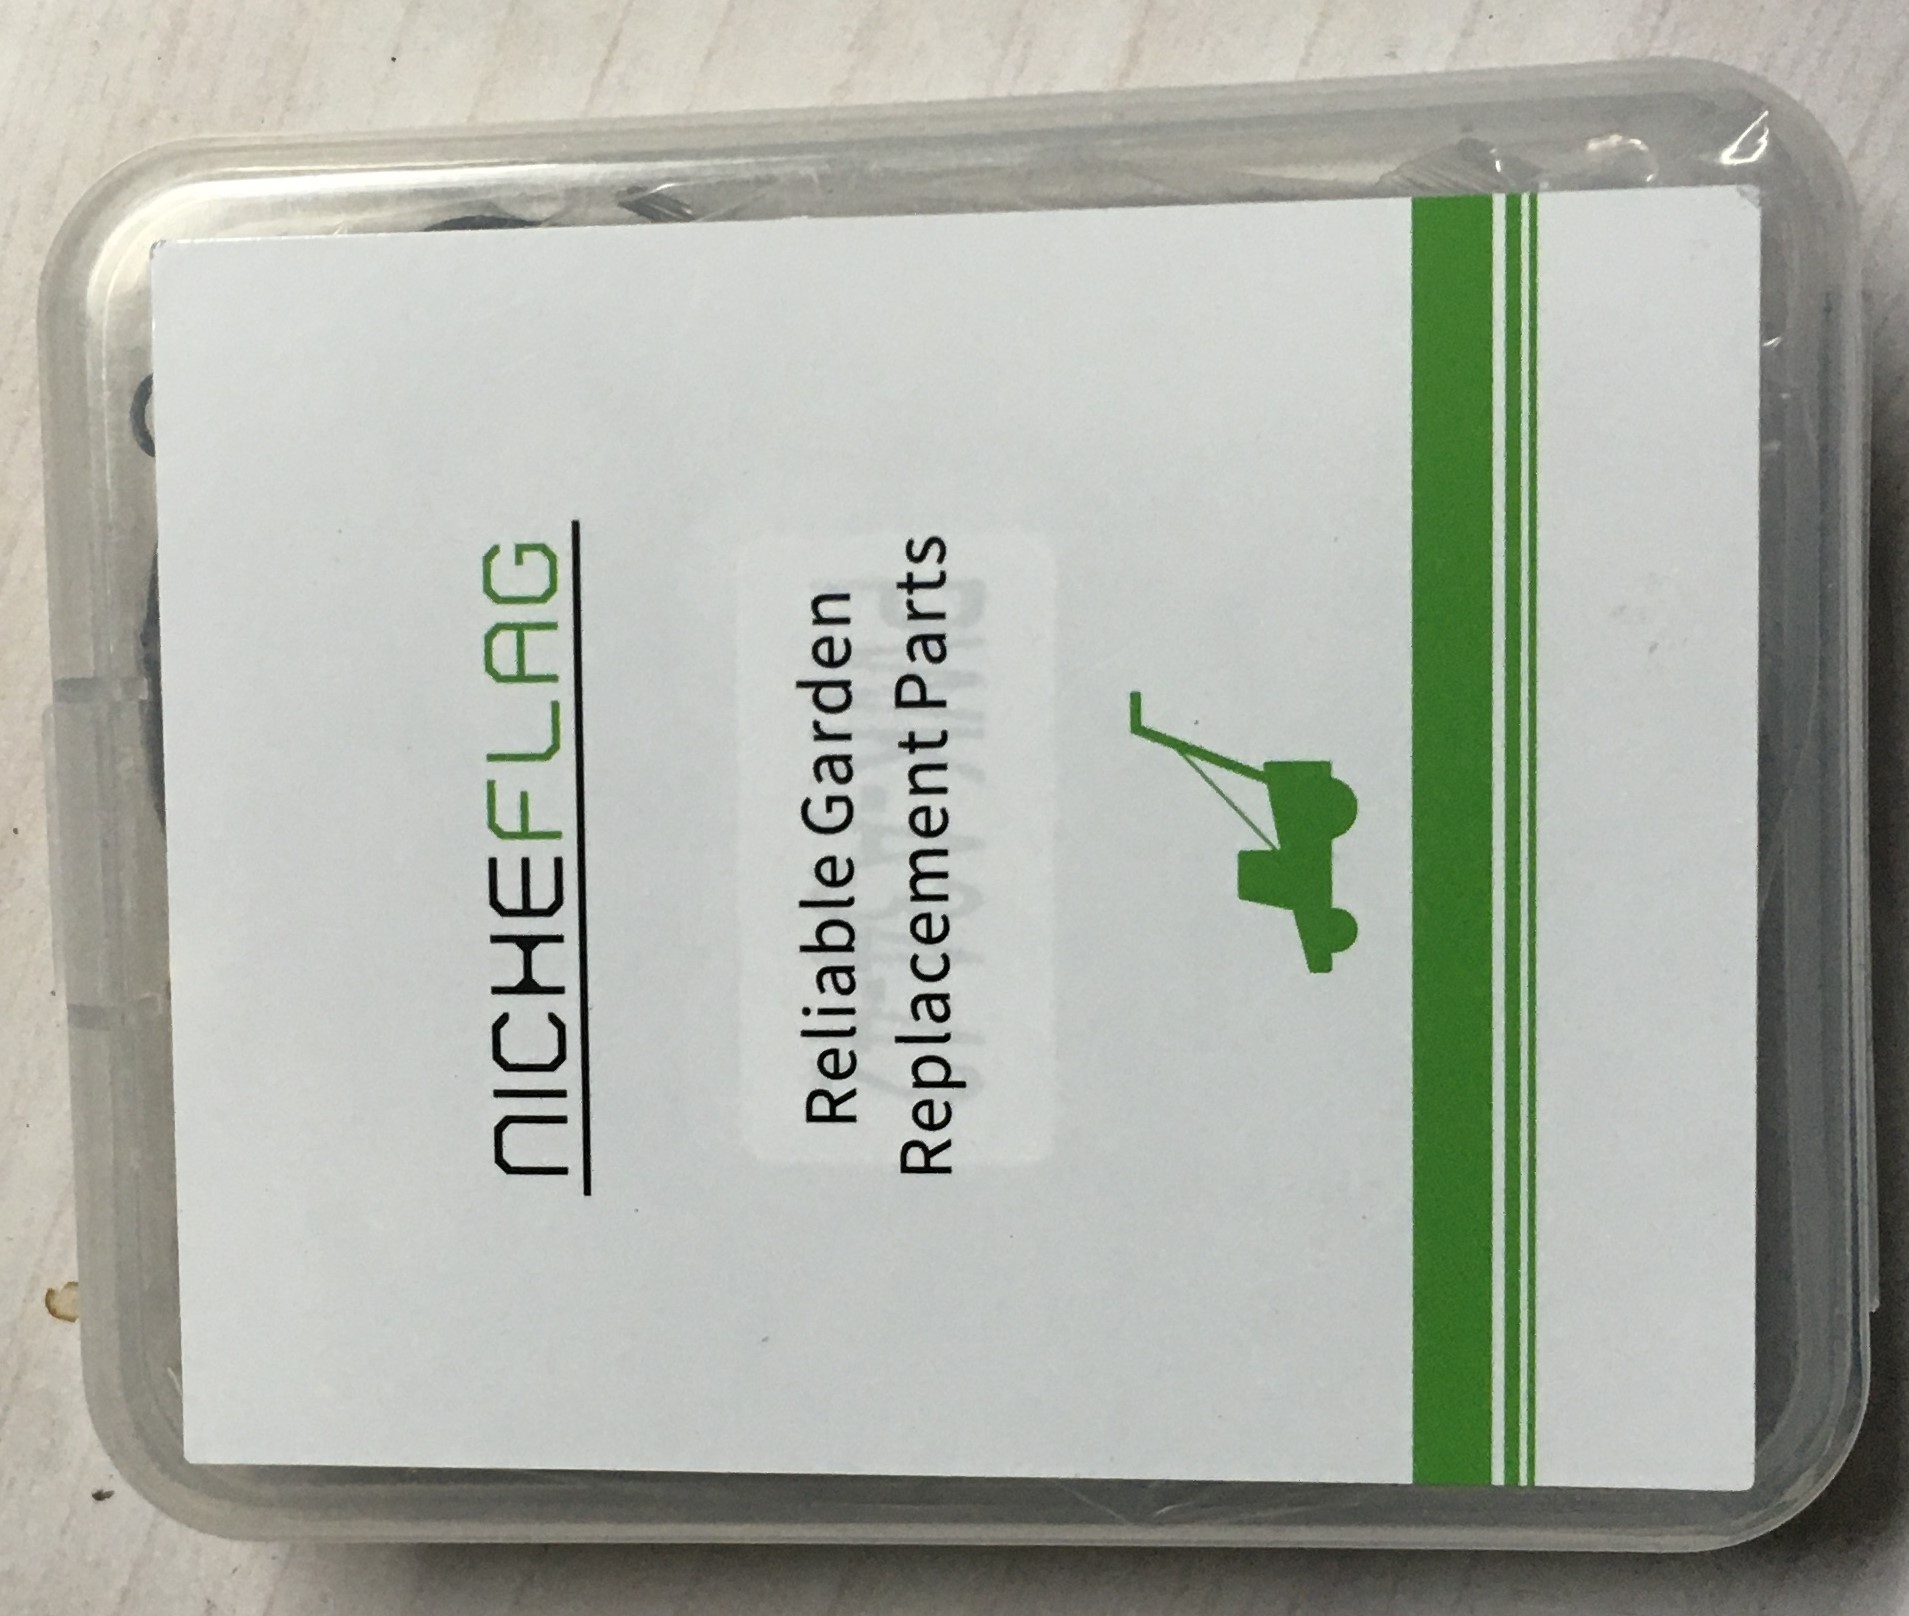 NICHEFLAG
Reliable Garden
Replacement Parts